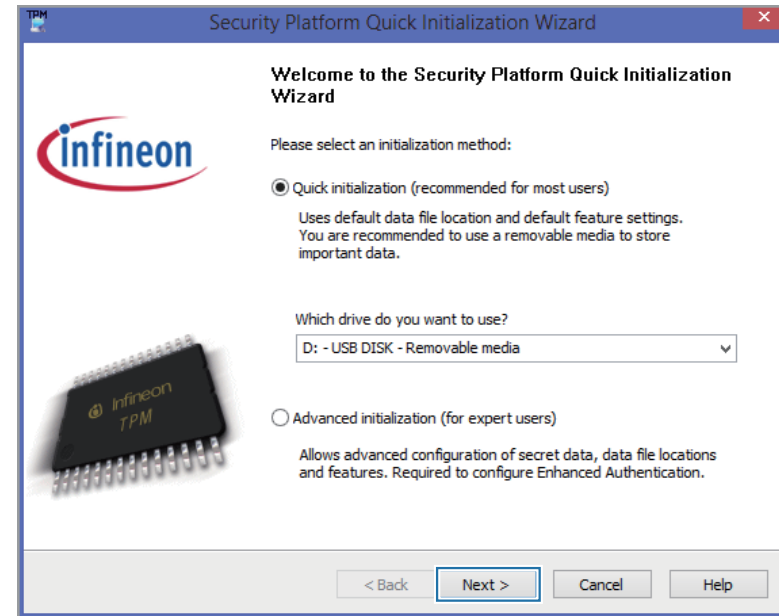 TPM
Security Platform Quick Initialization Wizard
Welcome to the Security Platform Quick Initialization
Wizard
infineon
Please select an initialization method:
Quick initialization (recommended for most users)
Uses default data file location and default feature settings.
You are recommended to use a removable media to store
important data.
Which drive do you want to use?
D: - USB DISK - Removable media
Infineon
TPM
Advanced initialization (for expert users)
Allows advanced configuration of secret data, data file locations
and features. Required to configure Enhanced Authentication.
< Back
Next >
Cancel
Help